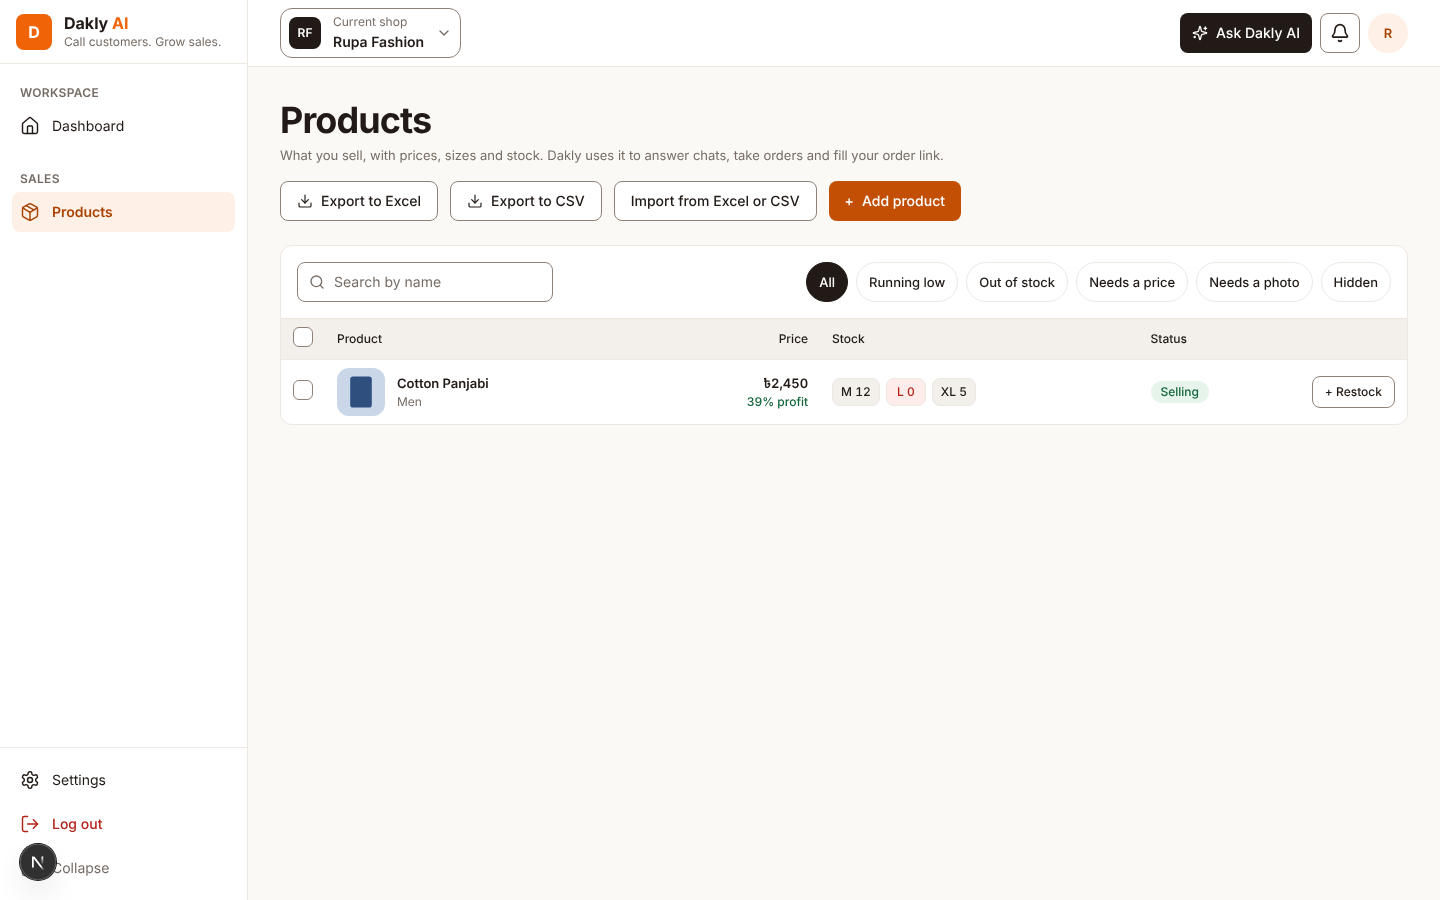 D
Dakly AI
Call customers. Grow sales.
WORKSPACE
Dashboard
SALES
Products
Settings
Log out
N
Collapse
RF
Current shop
Rupa Fashion
Ask Dakly AI
R
Products
What you sell, with prices, sizes and stock. Dakly uses it to answer chats, take orders and fill your order link.
Export to Excel
Export to CSV
Import from Excel or CSV
+ Add product
Search by name
All
Running low
Out of stock
Needs a price
Needs a photo
Hidden
Product
Price
Stock
Status
Cotton Panjabi
Men
৳2,450
39% profit
M 12
L 0
XL 5
Selling
+ Restock